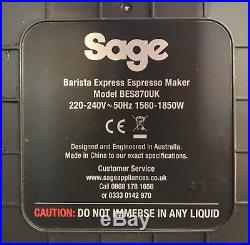 Sage
Barista Express Espresso Maker
Model BES870UK
220-240V~50Hz 1560-1850W
CE
Designed and Engineered in Australia.
Made in China to our exact specifications.
Customer Service
www.sageappliances.co.uk
Call 0808 178 1650
or 0333 0142 970
CAUTION: DO NOT IMMERSE IN ANY LIQUID